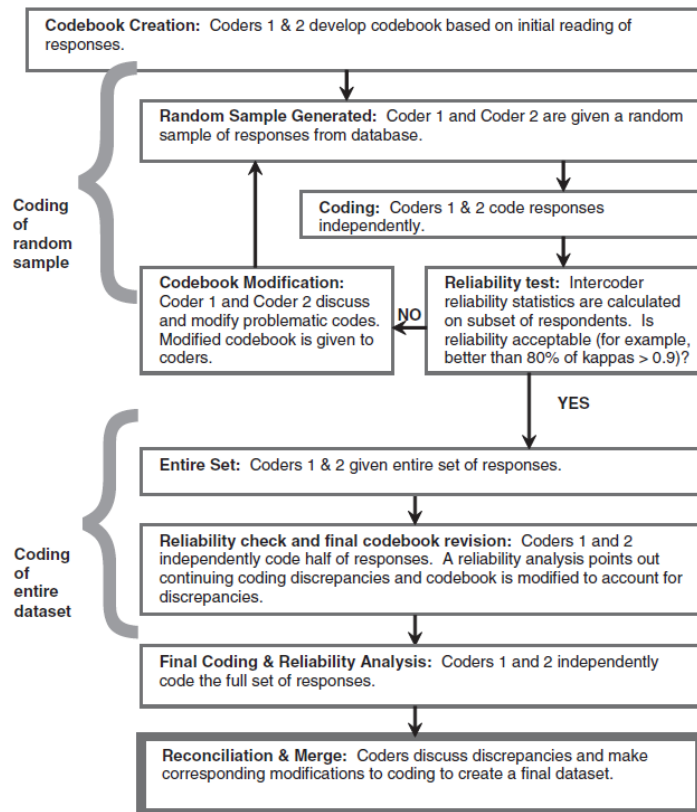 Codebook Creation: Coders 1 & 2 develop codebook based on initial reading of
responses.
Random Sample Generated: Coder 1 and Coder 2 are given a random
sample of responses from database.
Coding
of
random
sample
Coding: Coders 1 & 2 code responses
independently.
Codebook Modification:
Coder 1 and Coder 2 discuss
and modify problematic codes.
Modified codebook is given to
coders.
NO
Reliability test: Intercoder
reliability statistics are calculated
on subset of respondents. Is
reliability acceptable (for example,
better than 80% of kappas > 0.9)?
YES
Entire Set: Coders 1 & 2 given entire set of responses.
Coding
of
entire
dataset
Reliability check and final codebook revision: Coders 1 and 2
independently code half of responses. A reliability analysis points out
continuing coding discrepancies and codebook is modified to account for
discrepancies.
Final Coding & Reliability Analysis: Coders 1 and 2 independently
code the full set of responses.
Reconciliation & Merge: Coders discuss discrepancies and make
corresponding modifications to coding to create a final dataset.